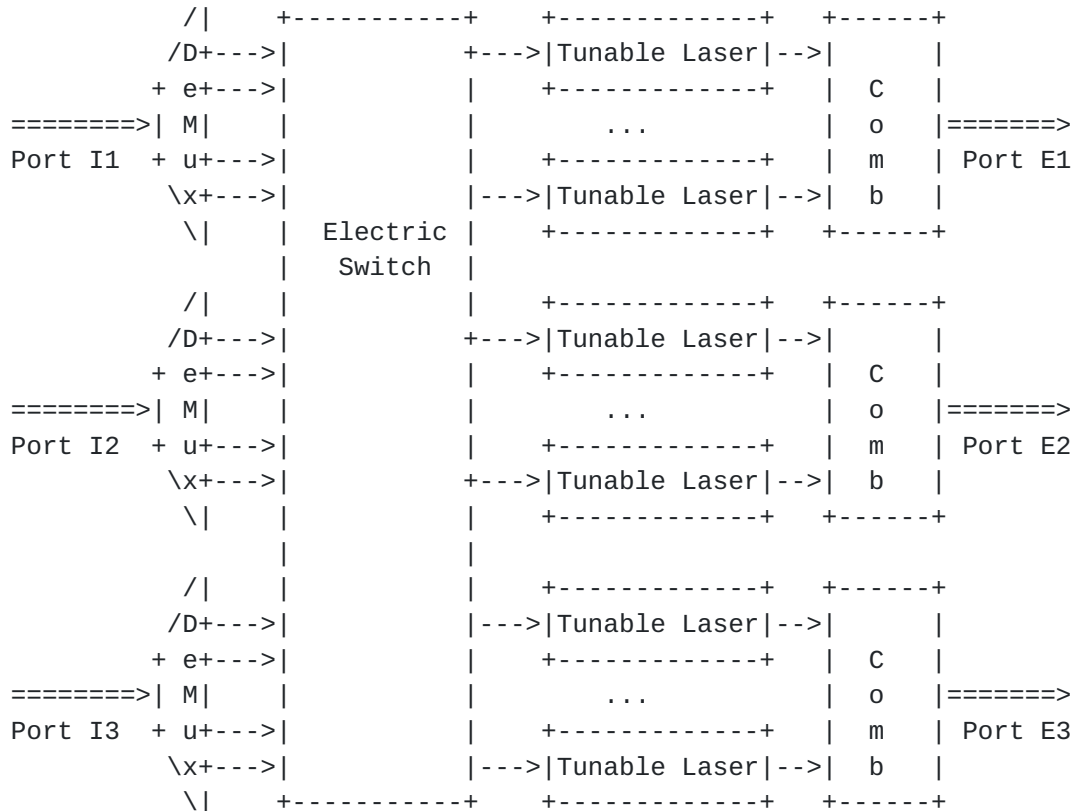 /|    +-----------+    +-------------+   +------+
     /D+--->|           +--->|Tunable Laser|-->|      |
    + e+--->|           |    +-------------+   |  C   |
========>| M|    |           |         ...          |  o   |=======>
Port I1  + u+--->|           |    +-------------+   |  m   | Port E1
     \x+--->|           |--->|Tunable Laser|-->|  b   |
      \|    |  Electric |    +-------------+   +------+
            |   Switch  |
      /|    |           |    +-------------+   +------+
     /D+--->|           +--->|Tunable Laser|-->|      |
    + e+--->|           |    +-------------+   |  C   |
========>| M|    |           |         ...          |  o   |=======>
Port I2  + u+--->|           |    +-------------+   |  m   | Port E2
     \x+--->|           +--->|Tunable Laser|-->|  b   |
      \|    |           |    +-------------+   +------+
            |           |
      /|    |           |    +-------------+   +------+
     /D+--->|           |--->|Tunable Laser|-->|      |
    + e+--->|           |    +-------------+   |  C   |
========>| M|    |           |         ...          |  o   |=======>
Port I3  + u+--->|           |    +-------------+   |  m   | Port E3
     \x+--->|           |--->|Tunable Laser|-->|  b   |
      \|    +-----------+    +-------------+   +------+